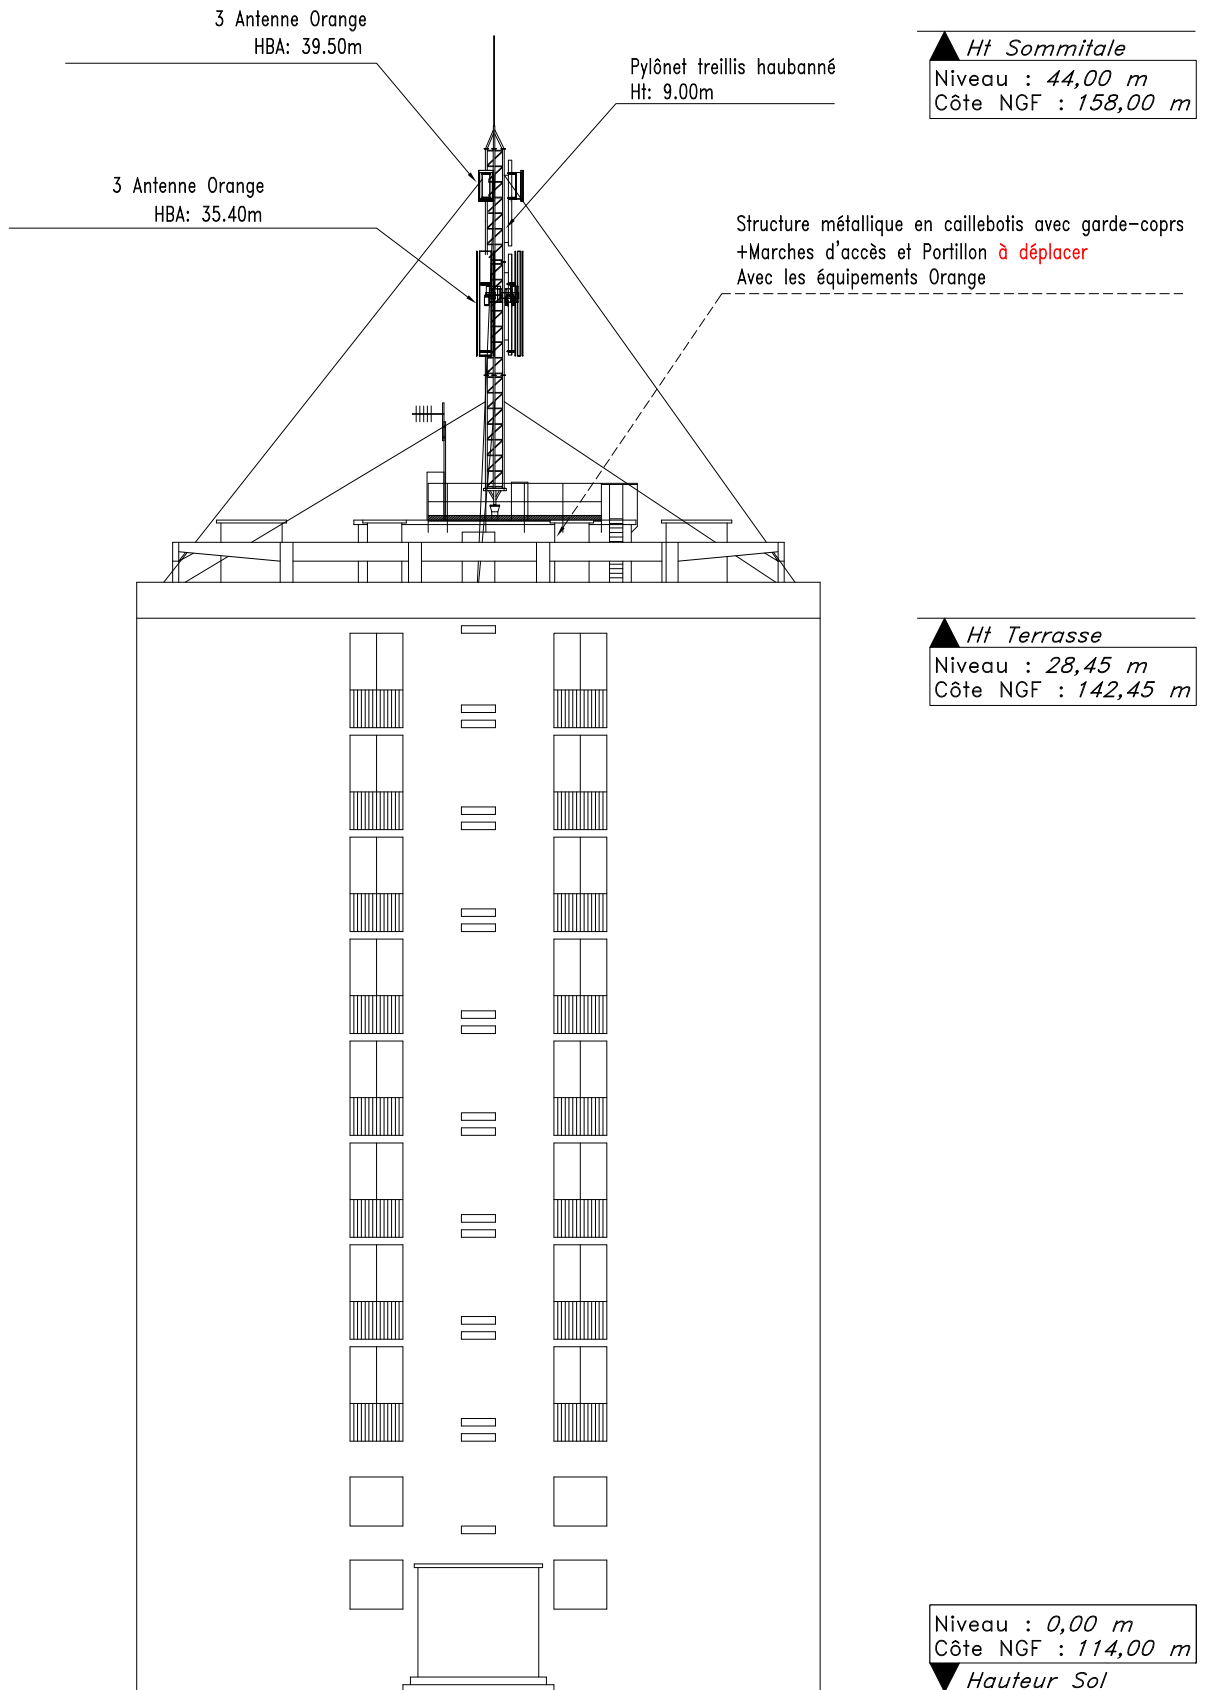 3 Antenne Orange
HBA: 39.50m
Pylônet treillis haubanné
Ht: 9.00m
Ht Sommitale
Niveau : 44,00 m
Côte NGF : 158,00 m
3 Antenne Orange
HBA: 35.40m
Structure métallique en caillebotis avec garde-coprs
+Marches d'accès et Portillon à déplacer
Avec les équipements Orange
Ht Terrasse
Niveau : 28,45 m
Côte NGF : 142,45 m
Niveau : 0,00 m
Côte NGF : 114,00 m
Hauteur Sol